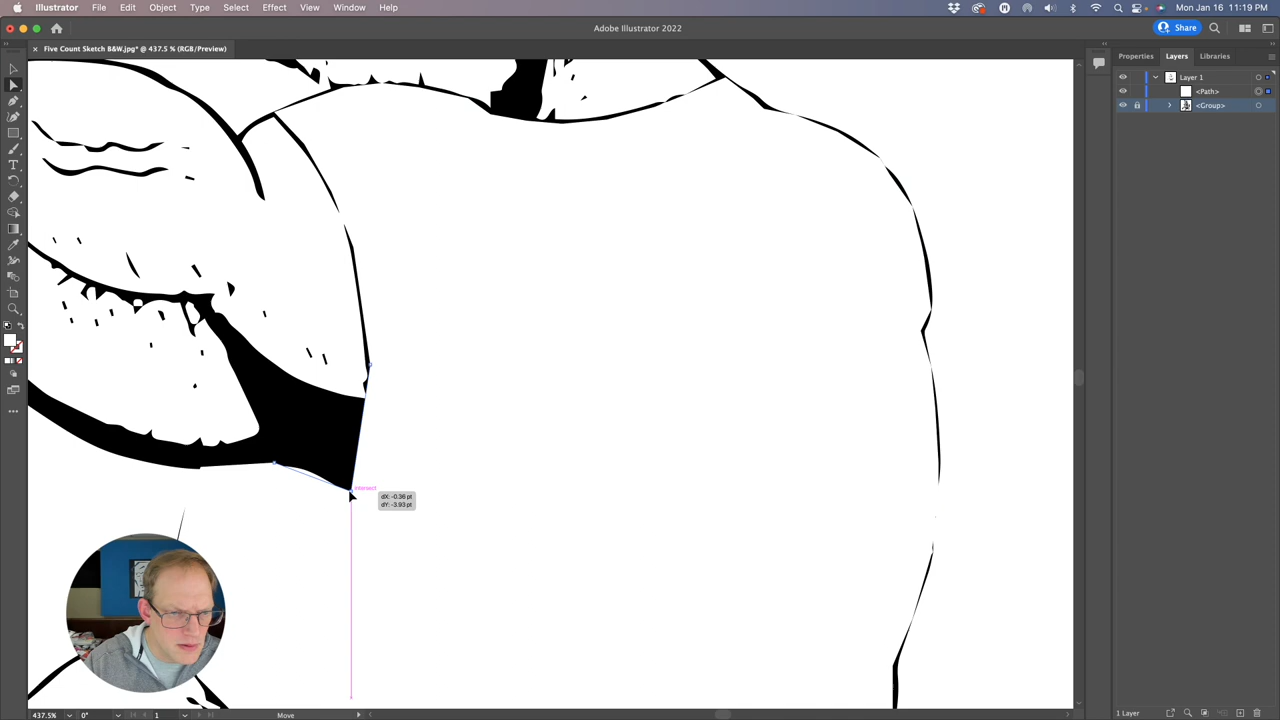 Illustrator File Edit Object Type Select Effect View Window Help
Mon Jan 16 11:19 PM
Adobe Illustrator 2022
Share
× Five Count Sketch B&W.jpg* @ 437.5 % (RGB/Preview)
Properties Layers Libraries
Layer 1
<Path>
<Group>
intersect
dX: -0.36 pt
dY: -3.93 pt
437.5% 0° 1 Move
1 Layer